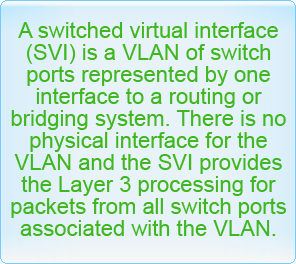 A switched virtual interface
(SVI) is a VLAN of switch
ports represented by one
interface to a routing or
bridging system. There is no
physical interface for the
VLAN and the SVI provides
the Layer 3 processing for
packets from all switch ports
associated with the VLAN.